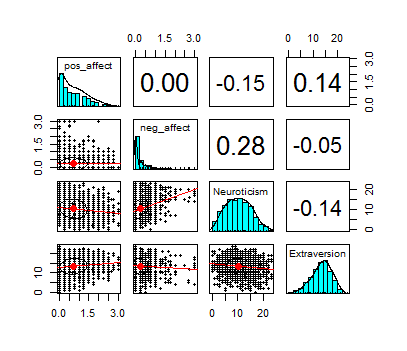 0.0 1.5 3.0
0 10 20
pos_affect
0.00
-0.15
0.14
0.0 1.5 3.0
0.0 1.5 3.0
neg_affect
0.28
-0.05
Neuroticism
-0.14
0 10 20
0 10
Extraversion
0.0 1.5 3.0
0 10 20